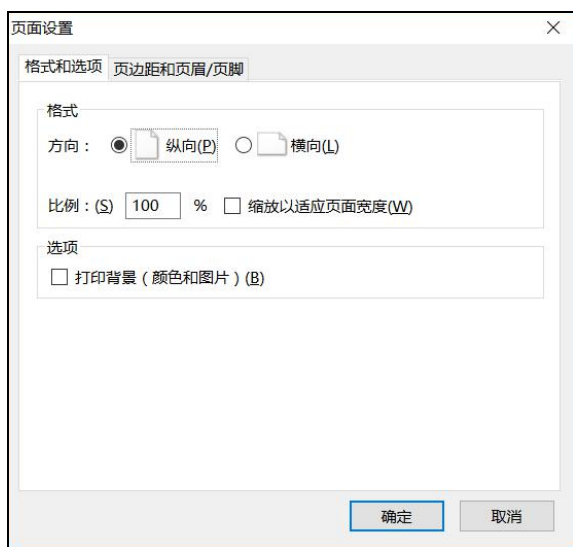 页面设置
格式和选项 页边距和页眉/页脚
格式
方向： 纵向(P) 横向(L)
比例：(S) 100 % 缩放以适应页面宽度(W)
选项
打印背景（颜色和图片）(B)
确定 取消